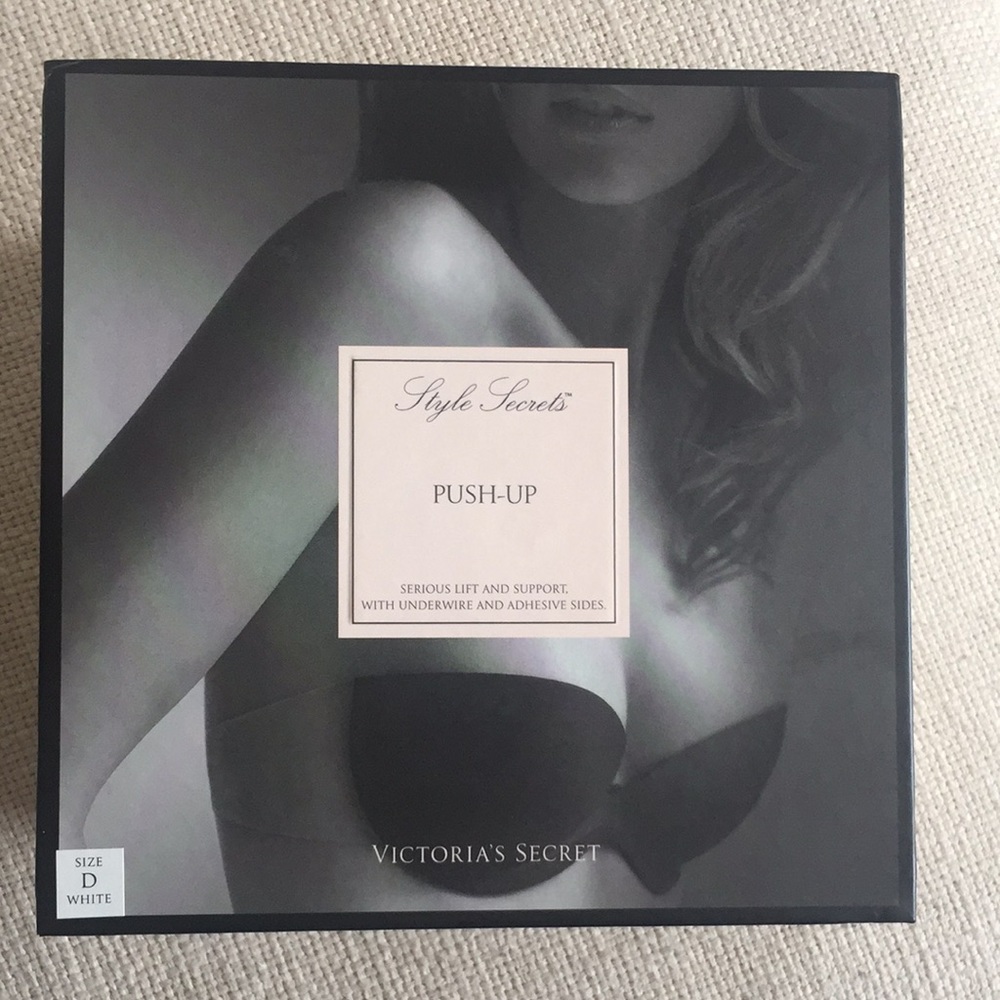 Style Secrets™
PUSH-UP
SERIOUS LIFT AND SUPPORT,
WITH UNDERWIRE AND ADHESIVE SIDES.
VICTORIA'S SECRET
SIZE
D
WHITE